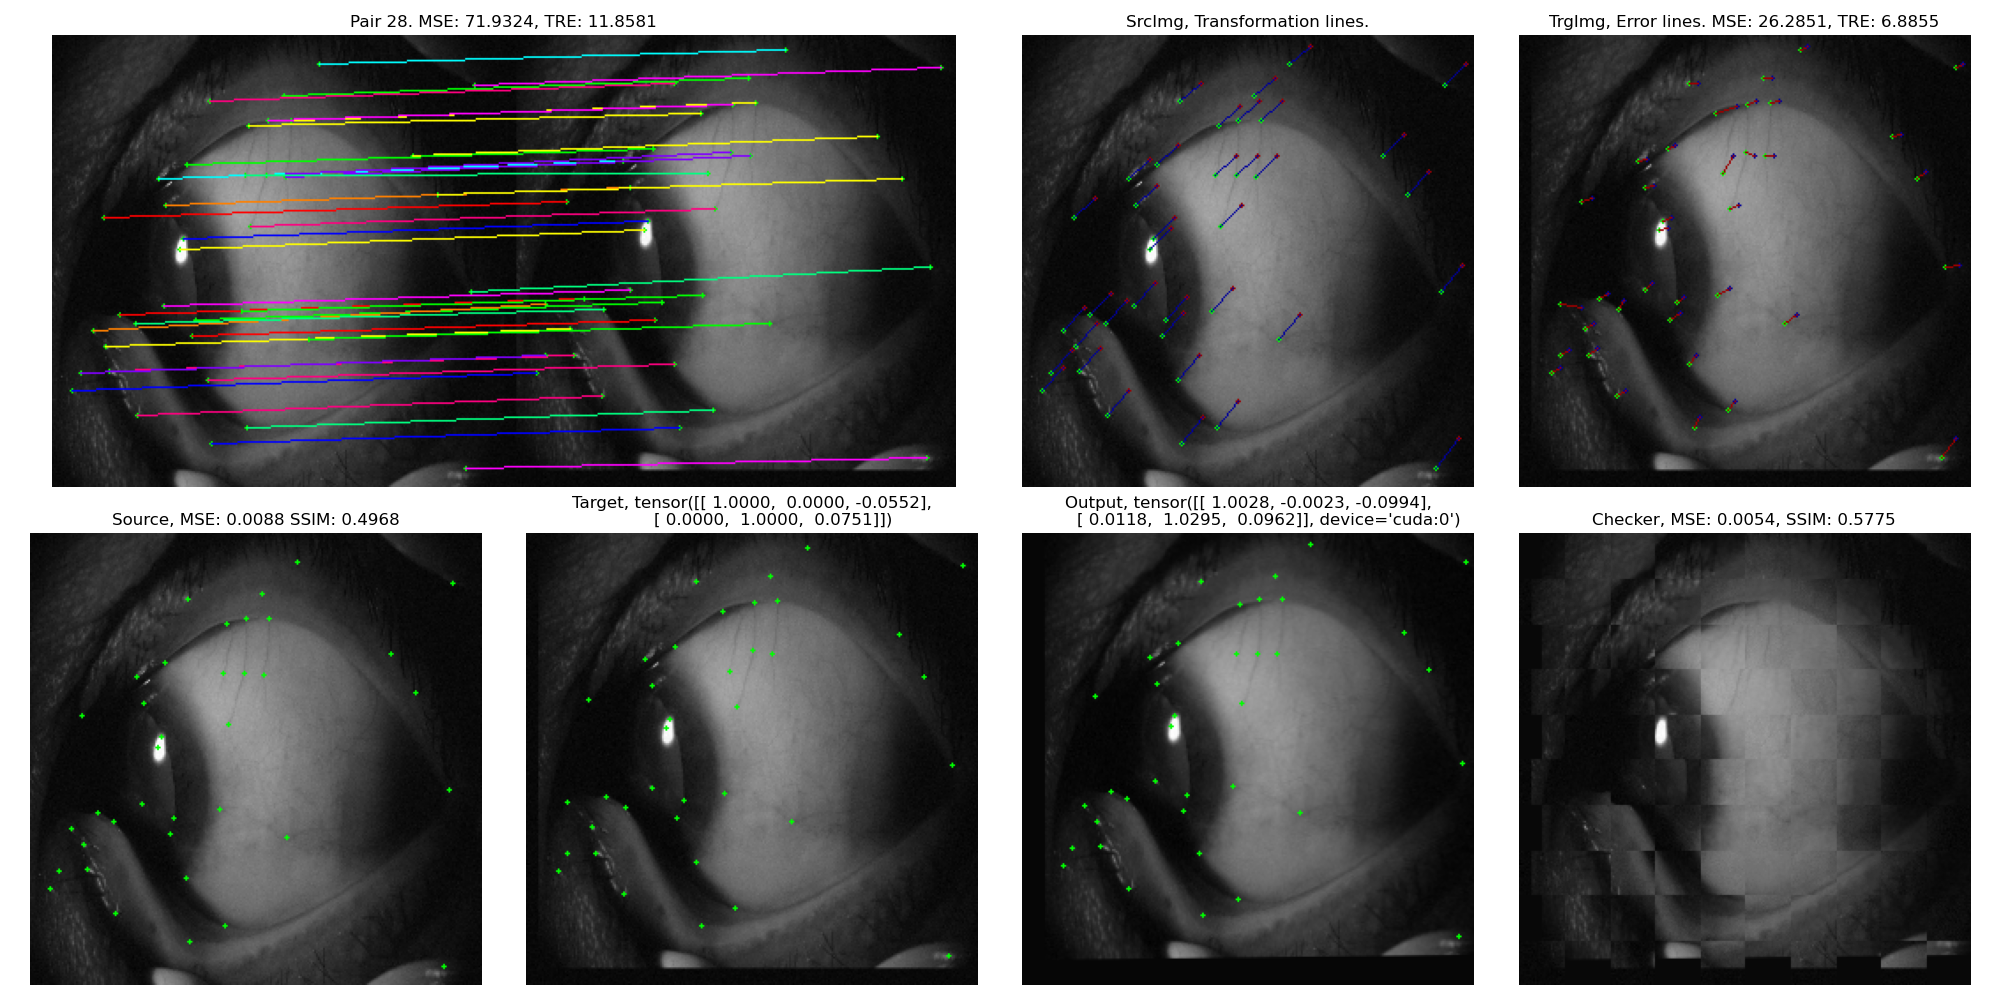 Pair 28. MSE: 71.9324, TRE: 11.8581
SrcImg, Transformation lines.
TrgImg, Error lines. MSE: 26.2851, TRE: 6.8855
Source, MSE: 0.0088 SSIM: 0.4968
Target, tensor([[ 1.0000,  0.0000, -0.0552],
[ 0.0000,  1.0000,  0.0751]])
Output, tensor([[ 1.0028, -0.0023, -0.0994],
[ 0.0118,  1.0295,  0.0962]], device='cuda:0')
Checker, MSE: 0.0054, SSIM: 0.5775